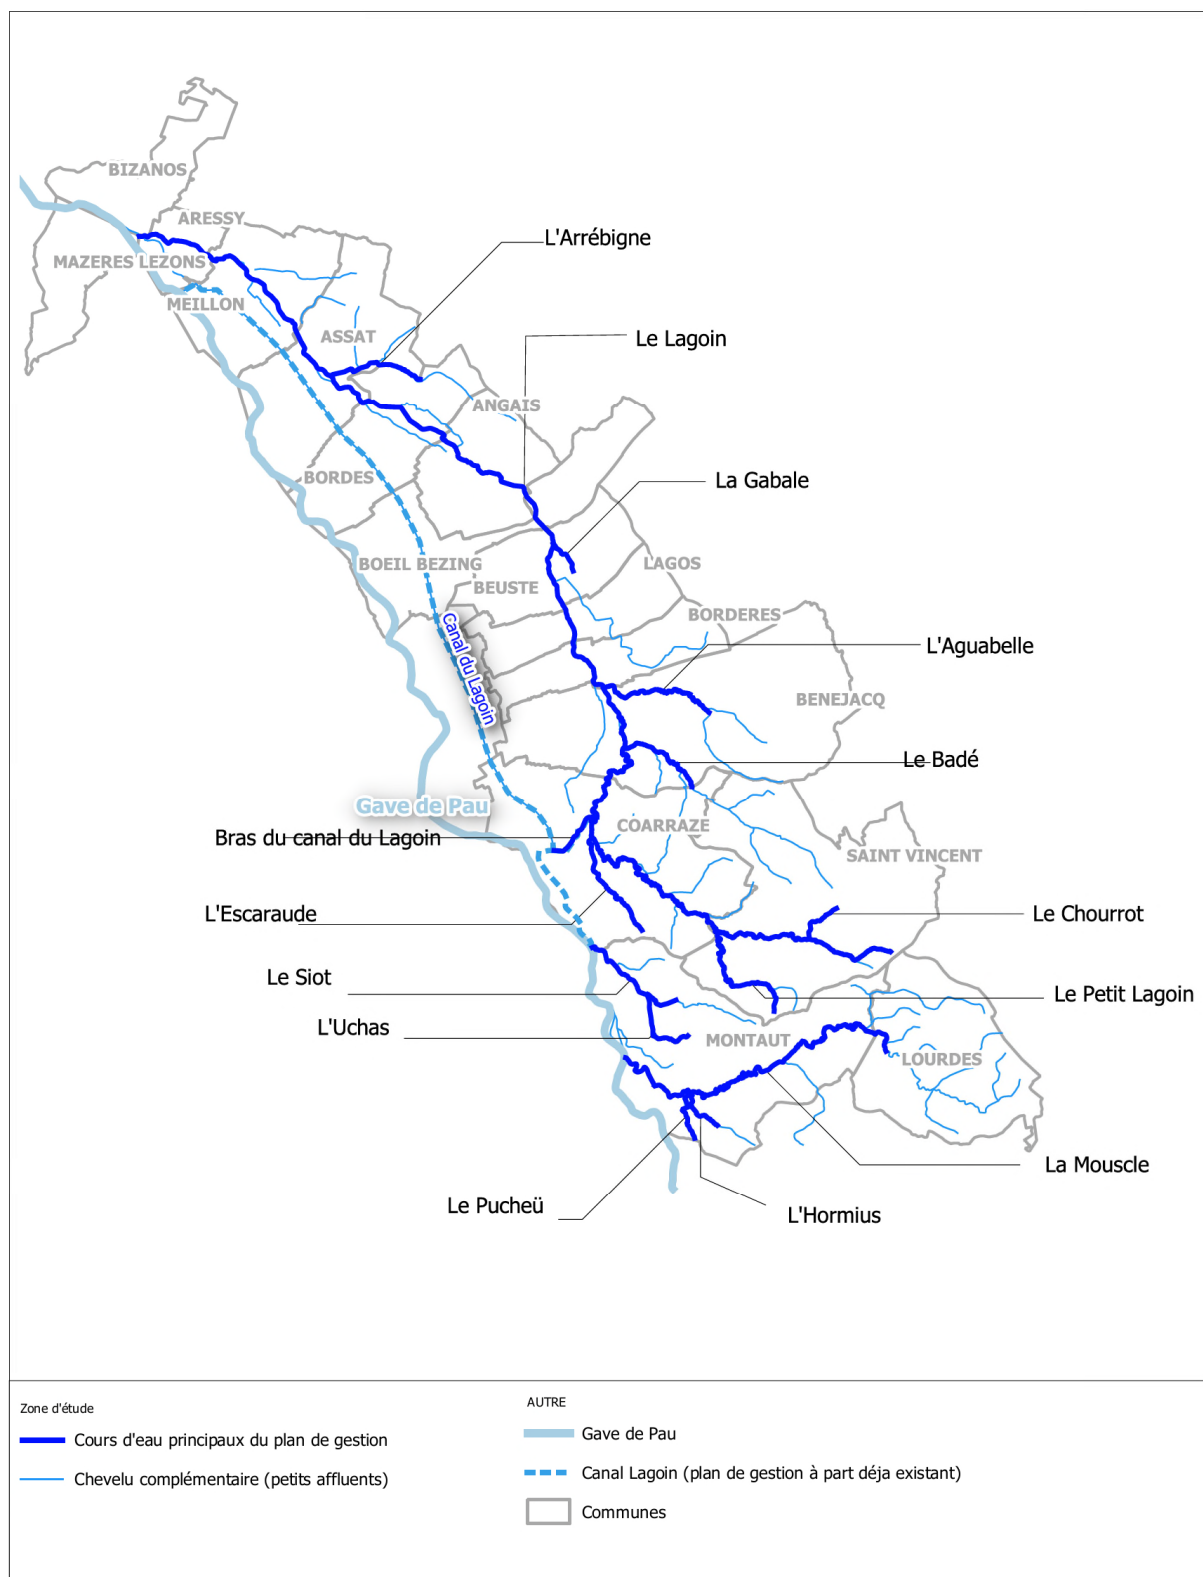 BIZANOS
ARESSY
L'Arrébigne
MAZERES LEZONS
MEILLON
ASSAT
Le Lagoin
ANGAIS
BORDES
La Gabale
BOEIL BEZING
LAGOS
BEUSTE
BORDERES
Canal du Lagoin
L'Aguabelle
BENEJACQ
Le Badé
Gave de Pau
COARRAZE
Bras du canal du Lagoin
SAINT VINCENT
L'Escaraude
Le Chourrot
Le Siot
Le Petit Lagoin
L'Uchas
MONTAUT
LOURDES
La Mouscle
Le Pucheü
L'Hormius
Zone d'étude
Cours d'eau principaux du plan de gestion
Chevelu complémentaire (petits affluents)
AUTRE
Gave de Pau
Canal Lagoin (plan de gestion à part déja existant)
Communes